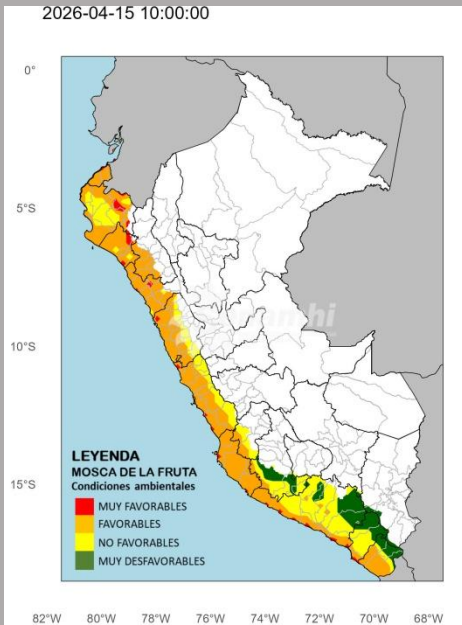 2026-04-15 10:00:00
0°
5°S
10°S
15°S
senamhi
LEYENDA
MOSCA DE LA FRUTA
Condiciones ambientales
MUY FAVORABLES
FAVORABLES
NO FAVORABLES
MUY DESFAVORABLES
82°W 80°W 78°W 76°W 74°W 72°W 70°W 68°W